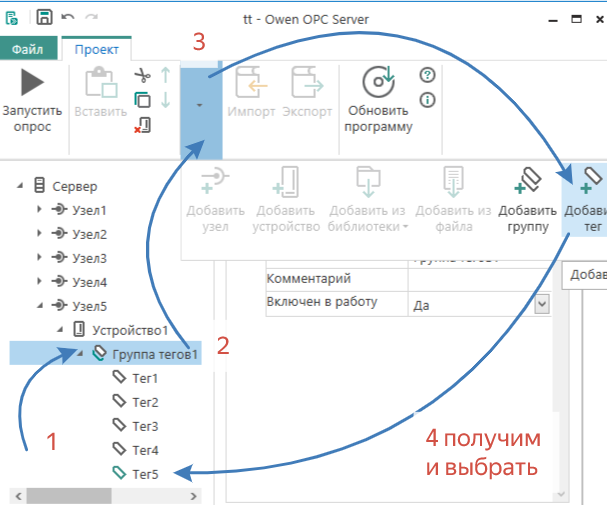 tt - Owen OPC Server
Файл
Проект
3
Запустить
опрос
Вставить
Импорт
Экспорт
Обновить
программу
Сервер
Узел1
Узел2
Узел3
Узел4
Узел5
Устройство1
Группа тегов1
Тег1
Тег2
Тег3
Тег4
Тег5
Добавить
узел
Добавить
устройство
Добавить из
библиотеки
Добавить из
файла
Добавить
группу
Добави
тег
Добав
Комментарий
Включен в работу
Да
2
1
4 получим
и выбрать